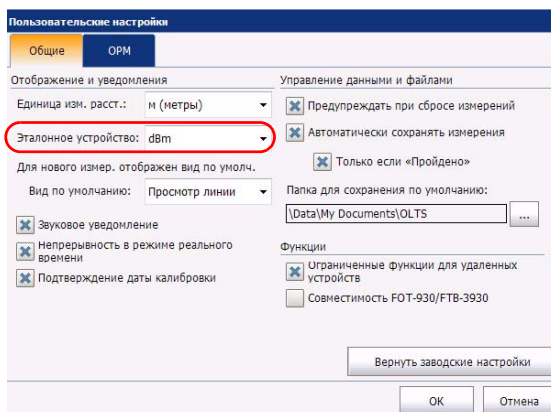 Пользовательские настройки
Общие
OPM
Отображение и уведомления
Единица изм. расст.:
м (метры)
Эталонное устройство:
dBm
Для нового измер. отображен вид по умолч.
Вид по умолчанию:
Просмотр линии
Звуковое уведомление
Непрерывность в режиме реального
времени
Подтверждение даты калибровки
Управление данными и файлами
Предупреждать при сбросе измерений
Автоматически сохранять измерения
Только если «Пройдено»
Папка для сохранения по умолчанию:
\Data\My Documents\OLTS
...
Функции
Ограниченные функции для удаленных
устройств
Совместимость FOT-930/FTB-3930
Вернуть заводские настройки
OK
Отмена